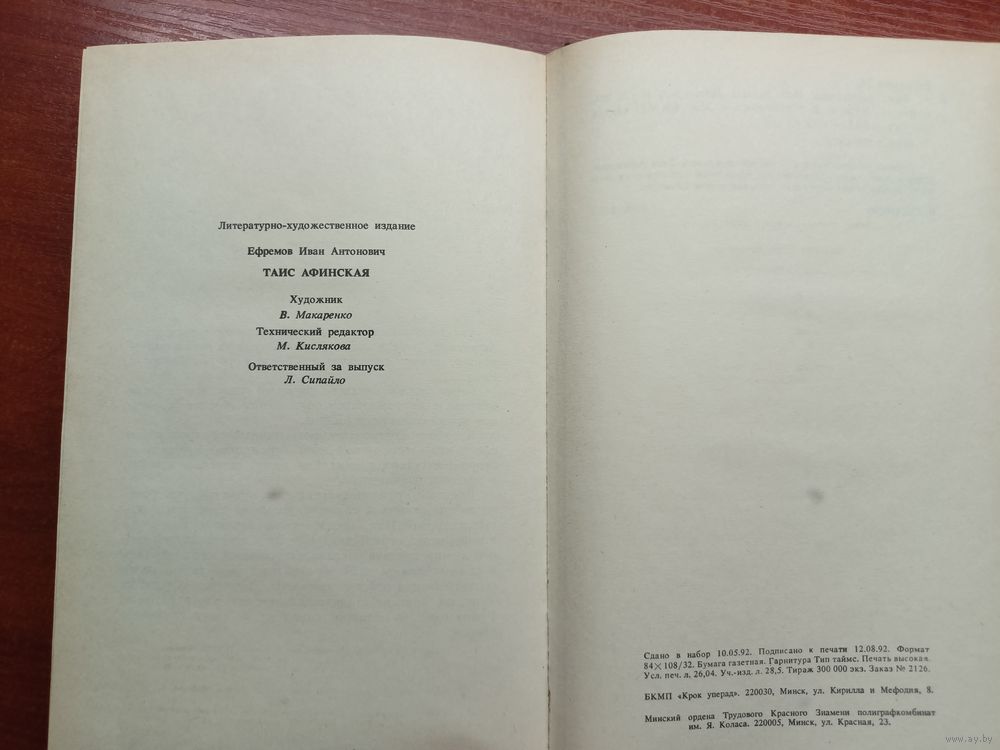 Литературно-художественное издание
Ефремов Иван Антонович
ТАИС АФИНСКАЯ
Художник
В. Макаренко
Технический редактор
М. Кислякова
Ответственный за выпуск
Л. Сипайло
Сдано в набор 10.05.92. Подписано к печати 12.08.92. Формат
84×108/32. Бумага газетная. Гарнитура Тип таймс. Печать высокая.
Усл. печ. л. 26,04. Уч.-изд. л. 28,5. Тираж 300 000 экз. Заказ № 2126.
БКМП «Крок уперад». 220030, Минск, ул. Кирилла и Мефодия, 8.
Минский ордена Трудового Красного Знамени полиграфкомбинат
им. Я. Коласа. 220005, Минск, ул. Красная, 23.
www.ay.by